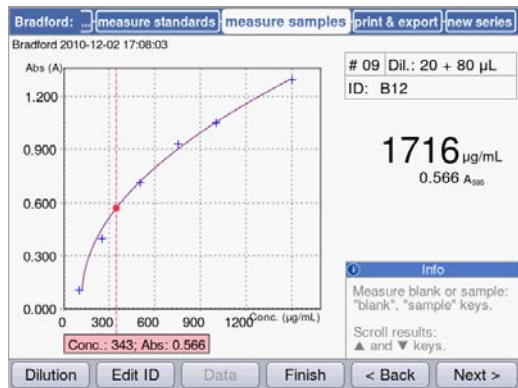 Bradford: ... measure standards measure samples print & export new series
Bradford 2010-12-02 17:08:03
Abs (A)
# 09 Dil.: 20 + 80 µL
ID: B12
1.200
0.900
0.600
0.300
0.000
0 300 600 900 1200 Conc. (µg/mL)
Conc.: 343; Abs: 0.566
1716 µg/mL
0.566 A595
Info
Measure blank or sample:
"blank", "sample" keys.
Scroll results:
▲ and ▼ keys.
Dilution Edit ID Data Finish < Back Next >